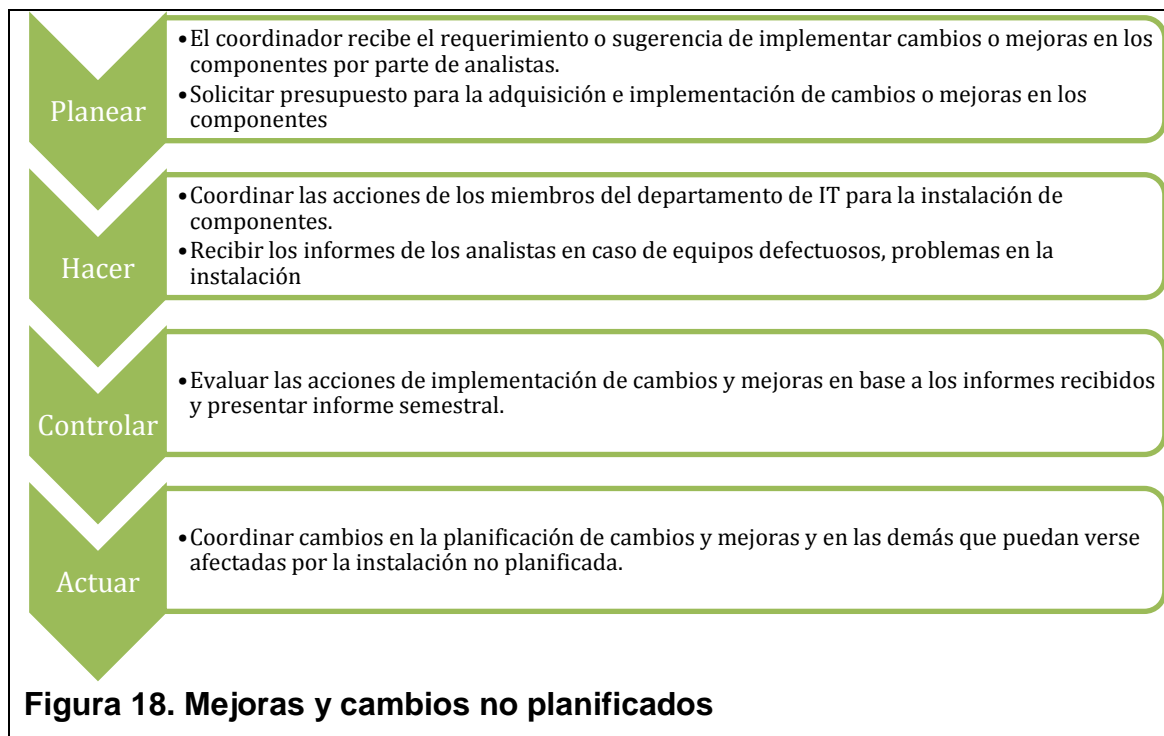 Planear
•El coordinador recibe el requerimiento o sugerencia de implementar cambios o mejoras en los
componentes por parte de analistas.
•Solicitar presupuesto para la adquisición e implementación de cambios o mejoras en los
componentes
Hacer
•Coordinar las acciones de los miembros del departamento de IT para la instalación de
componentes.
•Recibir los informes de los analistas en caso de equipos defectuosos, problemas en la
instalación
Controlar
•Evaluar las acciones de implementación de cambios y mejoras en base a los informes recibidos
y presentar informe semestral.
Actuar
•Coordinar cambios en la planificación de cambios y mejoras y en las demás que puedan verse
afectadas por la instalación no planificada.
Figura 18. Mejoras y cambios no planificados